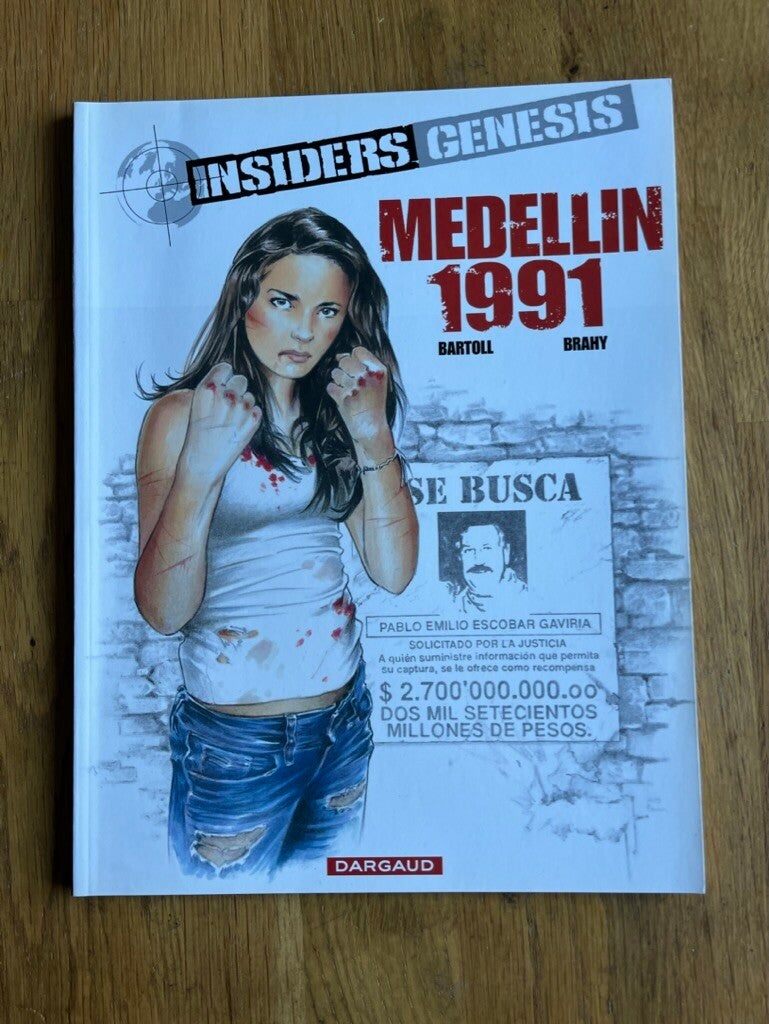 INSIDERS GENESIS
MEDELLIN
1991
BARTOLL BRAHY
SE BUSCA
PABLO EMILIO ESCOBAR GAVIRIA
SOLICITADO POR LA JUSTICIA
A quién suministre información que permita
su captura, se le ofrece como recompensa
$ 2.700'000.000.oo
DOS MIL SETECIENTOS
MILLONES DE PESOS.
DARGAUD